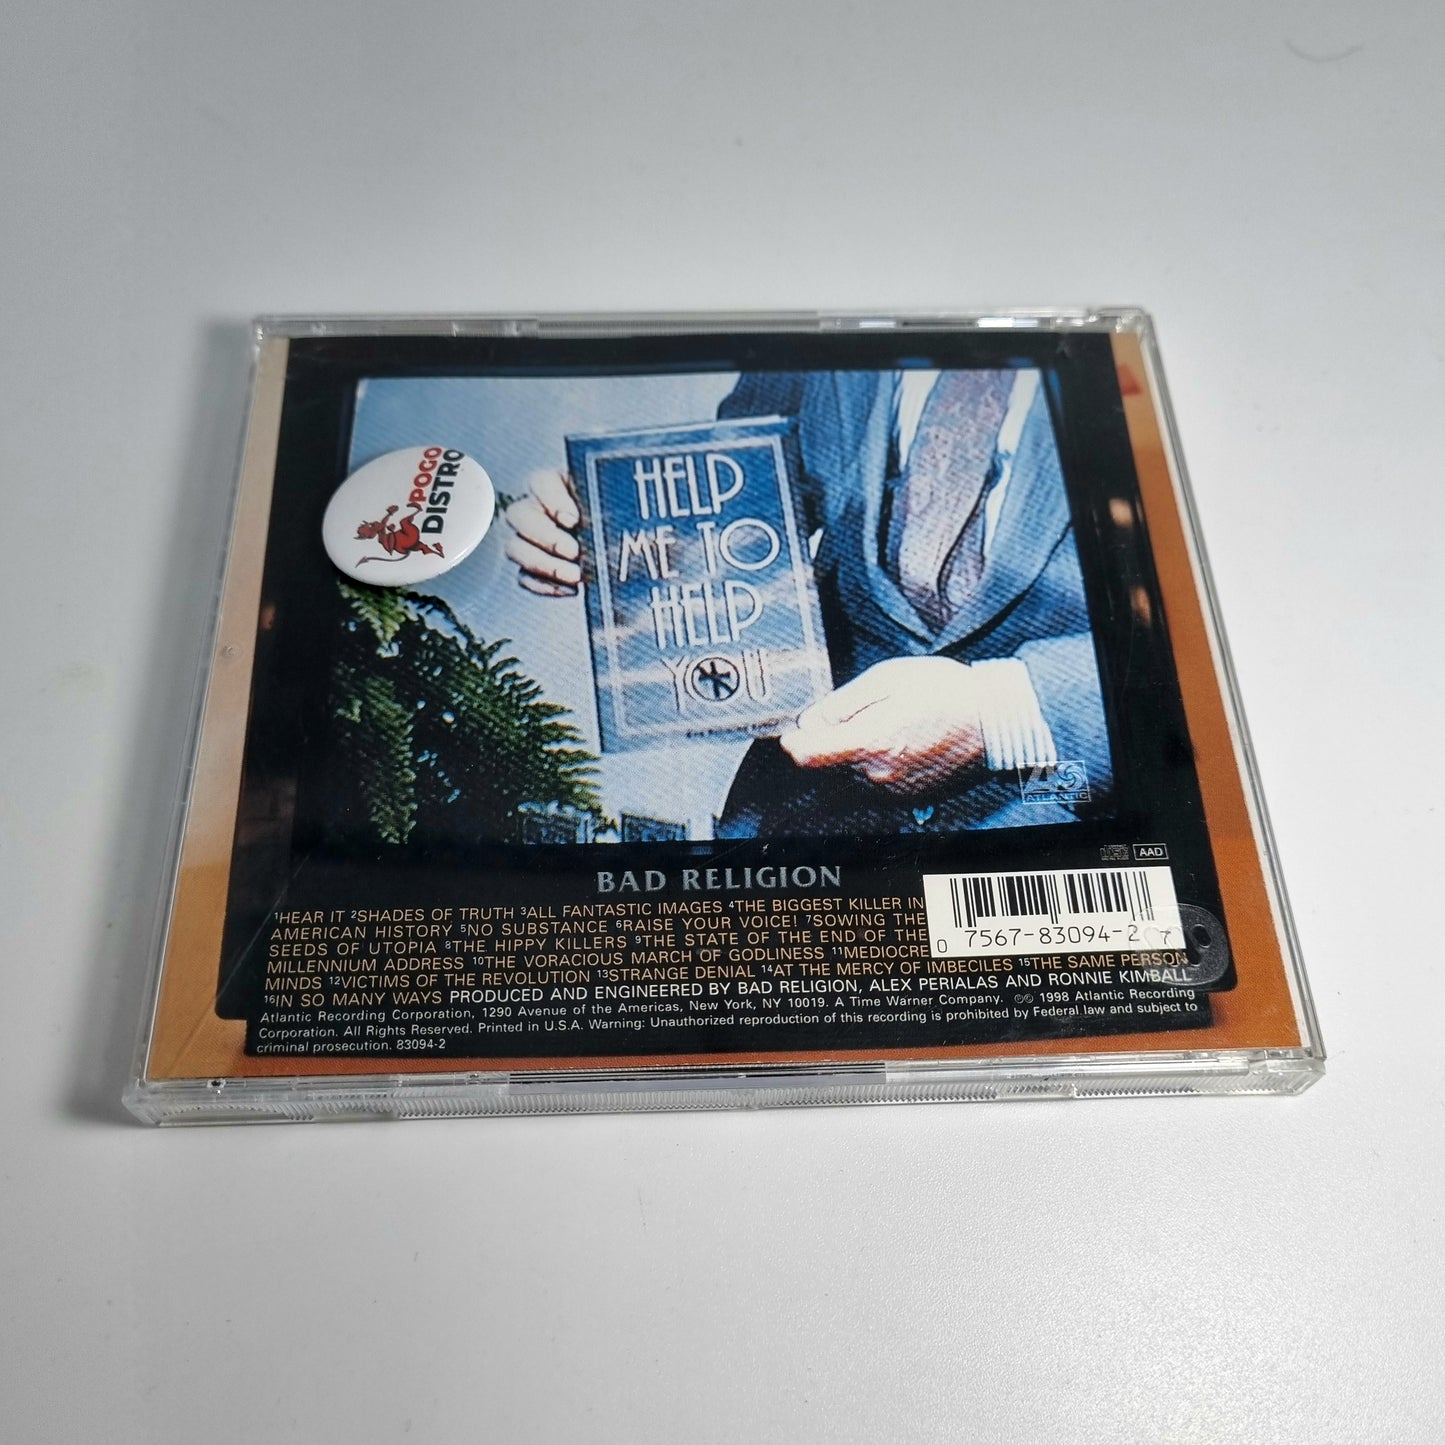 POGO
DISTRO
HELP
ME TO
HELP
YOU
ATLANTIC
AAD
BAD RELIGION
1HEAR IT 2SHADES OF TRUTH 3ALL FANTASTIC IMAGES 4THE BIGGEST KILLER IN
AMERICAN HISTORY 5NO SUBSTANCE 6RAISE YOUR VOICE! 7SOWING THE
SEEDS OF UTOPIA 8THE HIPPY KILLERS 9THE STATE OF THE END OF THE
MILLENNIUM ADDRESS 10THE VORACIOUS MARCH OF GODLINESS 11MEDIOCRE
MINDS 12VICTIMS OF THE REVOLUTION 13STRANGE DENIAL 14AT THE MERCY OF IMBECILES 15THE SAME PERSON
16IN SO MANY WAYS PRODUCED AND ENGINEERED BY BAD RELIGION, ALEX PERIALAS AND RONNIE KIMBALL
0 7567-83094-2 7
Atlantic Recording Corporation, 1290 Avenue of the Americas, New York, NY 10019. A Time Warner Company. ©℗ 1998 Atlantic Recording
Corporation. All Rights Reserved. Printed in U.S.A. Warning: Unauthorized reproduction of this recording is prohibited by Federal law and subject to
criminal prosecution. 83094-2